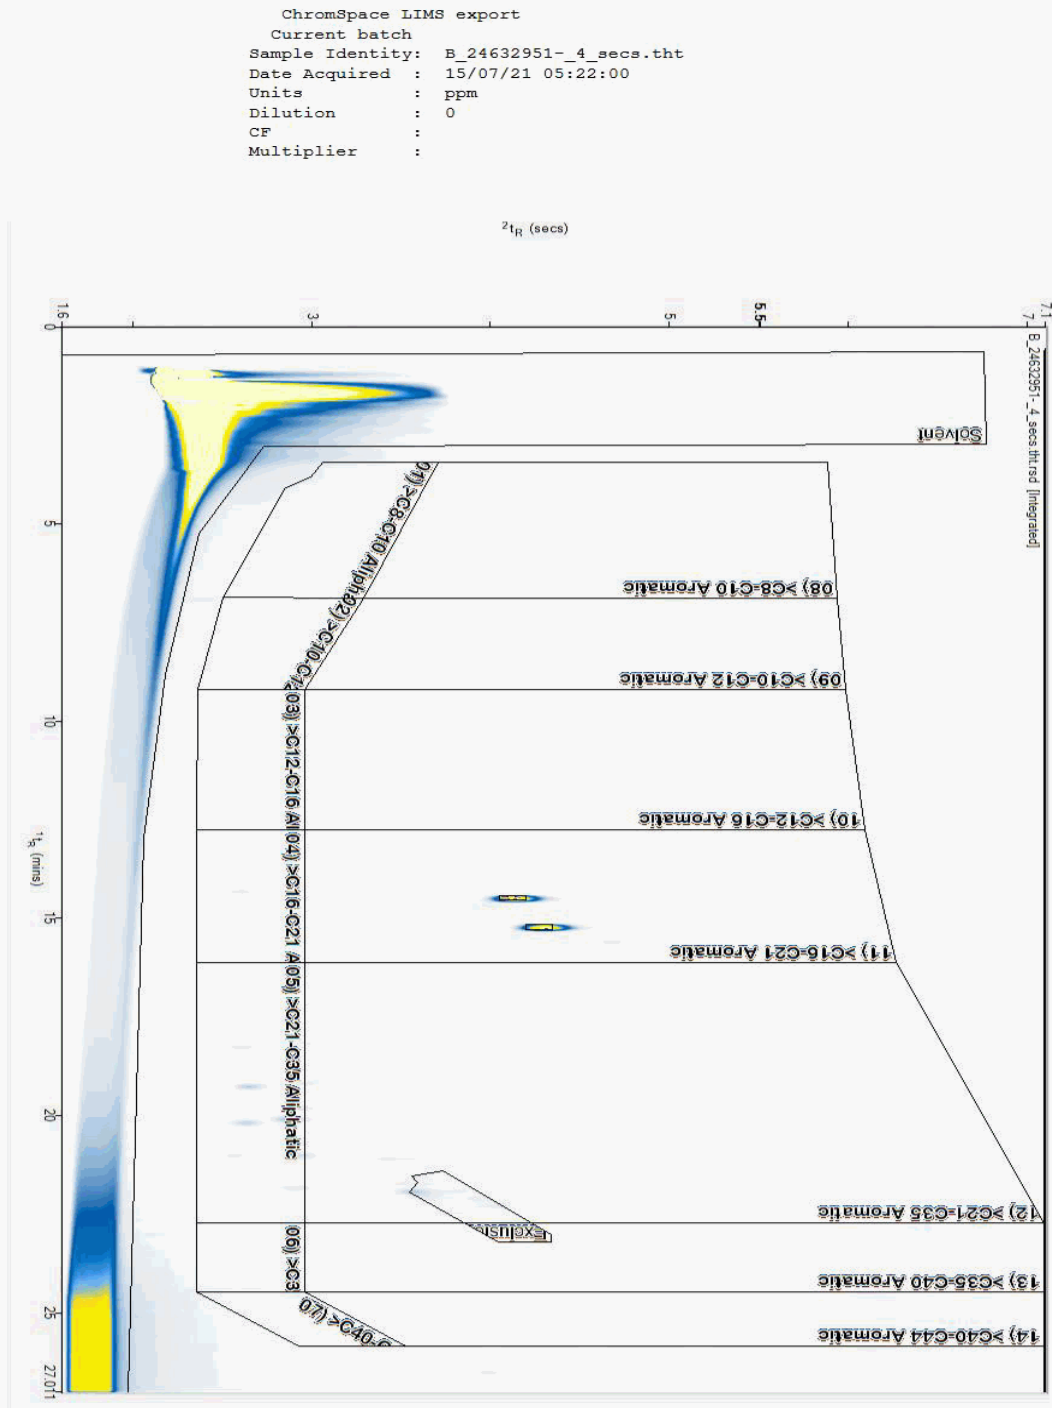 ChromSpace LIMS export
Current batch
Sample Identity: B_24632951-_4_secs.tht
Date Acquired : 15/07/21 05:22:00
Units : ppm
Dilution : 0
CF :
Multiplier :
²tR (secs)
1.6
3
5
5.5
7
7.1
B_24632951-_4_secs.tht.rsd [Integrated]
0
Solvent
01) >C8-C10 Aliph
02) >C10-C12
5
08) >C8-C10 Aromatic
09) >C10-C12 Aromatic
10
03) >C12-C16 Al
04) >C16-C21 A
05) >C21-C35 Aliphatic
10) >C12-C16 Aromatic
¹tR (mins)
15
11) >C16-C21 Aromatic
20
12) >C21-C35 Aromatic
Exclusi
06) >C3
13) >C35-C40 Aromatic
25
07) >C40-C
14) >C40-C44 Aromatic
27.011